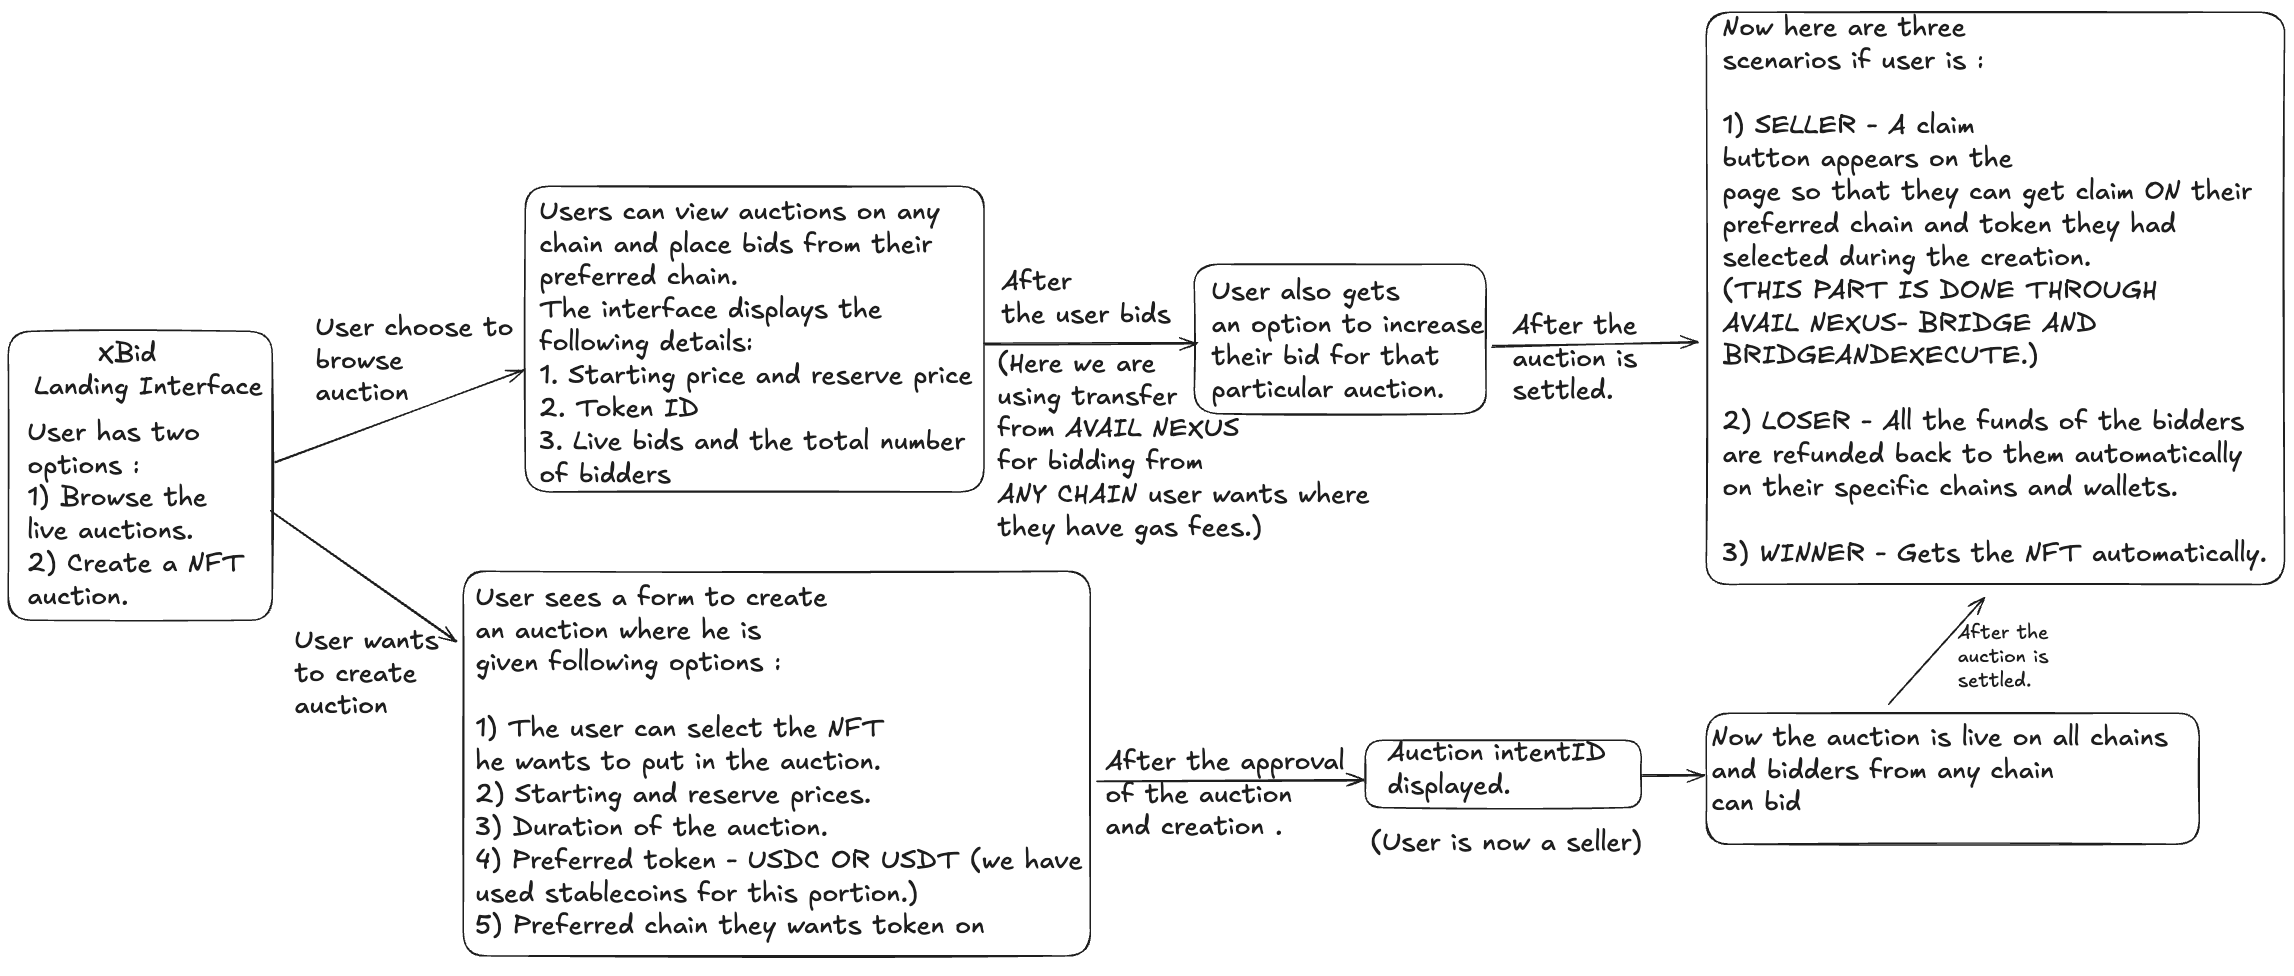 xBid
Landing Interface
User has two
options :
1) Browse the
live auctions.
2) Create a NFT
auction.
User choose to
browse
auction
Users can view auctions on any
chain and place bids from their
preferred chain.
The interface displays the
following details:
1. Starting price and reserve price
2. Token ID
3. Live bids and the total number
of bidders
After
the user bids
(Here we are
using transfer
from AVAIL NEXUS
for bidding from
ANY CHAIN user wants where
they have gas fees.)
User also gets
an option to increase
their bid for that
particular auction.
After the
auction is
settled.
Now here are three
scenarios if user is :
1) SELLER - A claim
button appears on the
page so that they can get claim ON their
preferred chain and token they had
selected during the creation.
(THIS PART IS DONE THROUGH
AVAIL NEXUS- BRIDGE AND
BRIDGEANDEXECUTE.)
2) LOSER - All the funds of the bidders
are refunded back to them automatically
on their specific chains and wallets.
3) WINNER - Gets the NFT automatically.
User wants
to create
auction
User sees a form to create
an auction where he is
given following options :
1) The user can select the NFT
he wants to put in the auction.
2) Starting and reserve prices.
3) Duration of the auction.
4) Preferred token - USDC OR USDT (we have
used stablecoins for this portion.)
5) Preferred chain they wants token on
After the approval
of the auction
and creation .
Auction intentID
displayed.
(User is now a seller)
Now the auction is live on all chains
and bidders from any chain
can bid
After the
auction is
settled.